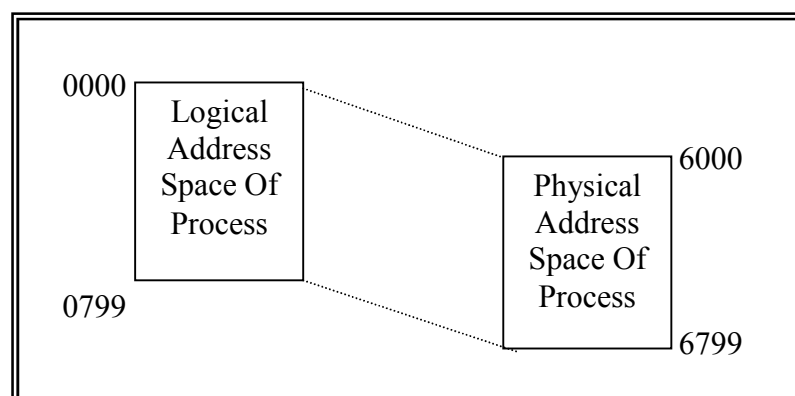 0000
Logical
Address
Space Of
Process
0799
6000
Physical
Address
Space Of
Process
6799